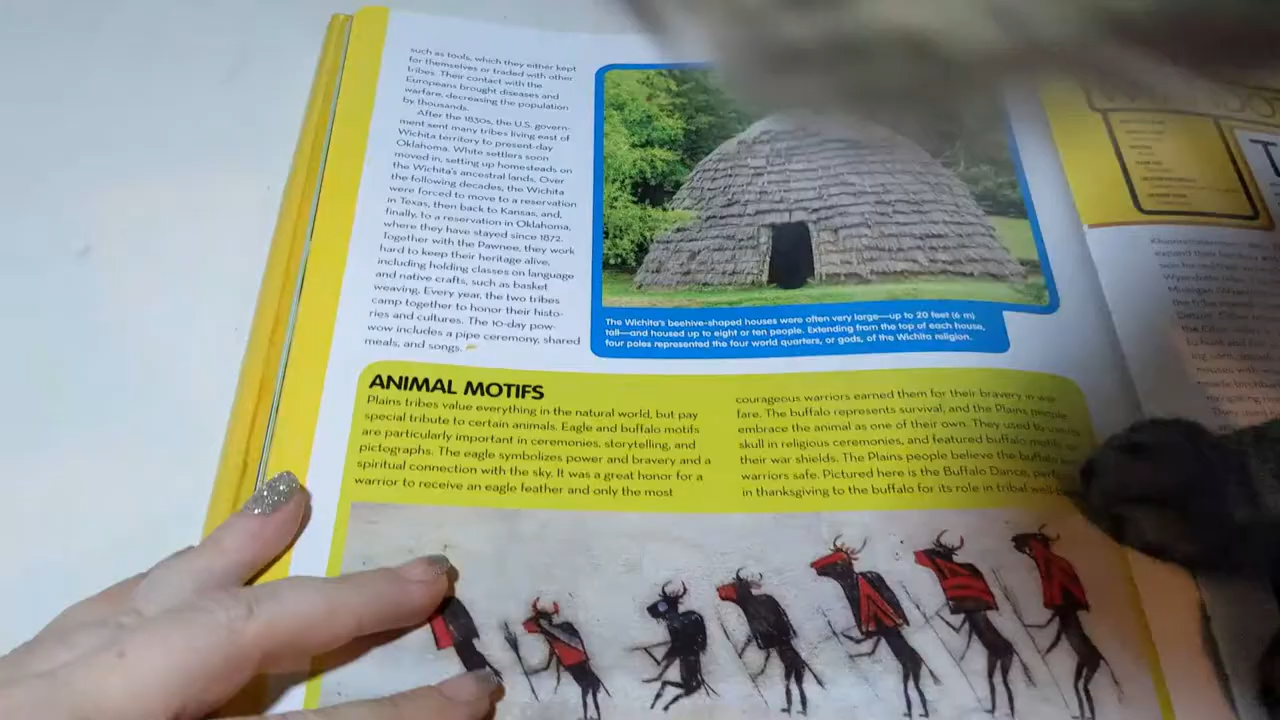 such as tools, which they either kept
for themselves or traded with other
tribes. Their contact with the
Europeans brought diseases and
warfare, decreasing the population
by thousands.
After the 1830s, the U.S. govern-
ment sent many tribes living east of
Wichita territory to present-day
Oklahoma. White settlers soon
moved in, setting up homesteads on
the Wichita's ancestral lands. Over
the following decades, the Wichita
were forced to move to a reservation
in Texas, then back to Kansas, and,
finally, to a reservation in Oklahoma,
where they have stayed since 1872.
Together with the Pawnee, they work
hard to keep their heritage alive,
including holding classes on language
and native crafts, such as basket
weaving. Every year, the two tribes
camp together to honor their histo-
ries and cultures. The 10-day pow-
wow includes a pipe ceremony, shared
meals, and songs.
The Wichita's beehive-shaped houses were often very large—up to 20 feet (6 m)
tall—and housed up to eight or ten people. Extending from the top of each house,
four poles represented the four world quarters, or gods, of the Wichita religion.
ANIMAL MOTIFS
Plains tribes value everything in the natural world, but pay
special tribute to certain animals. Eagle and buffalo motifs
are particularly important in ceremonies, storytelling, and
pictographs. The eagle symbolizes power and bravery and a
spiritual connection with the sky. It was a great honor for a
warrior to receive an eagle feather and only the most
courageous warriors earned them for their bravery in
fare. The buffalo represents survival, and the Plains people
embrace the animal as one of their own. They used
skull in religious ceremonies, and featured buffalo motifs
their war shields. The Plains people believe the buffalo
warriors safe. Pictured here is the Buffalo Dance,
in thanksgiving to the buffalo for its role in tribal
expand their
the tribe